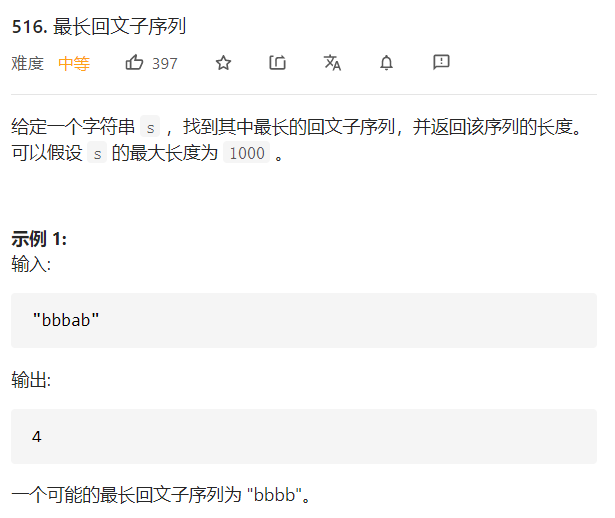 516. 最长回文子序列
难度 中等 397
给定一个字符串 s ，找到其中最长的回文子序列，并返回该序列的长度。
可以假设 s 的最大长度为 1000 。
示例 1:
输入:
"bbbab"
输出:
4
一个可能的最长回文子序列为 "bbbb"。